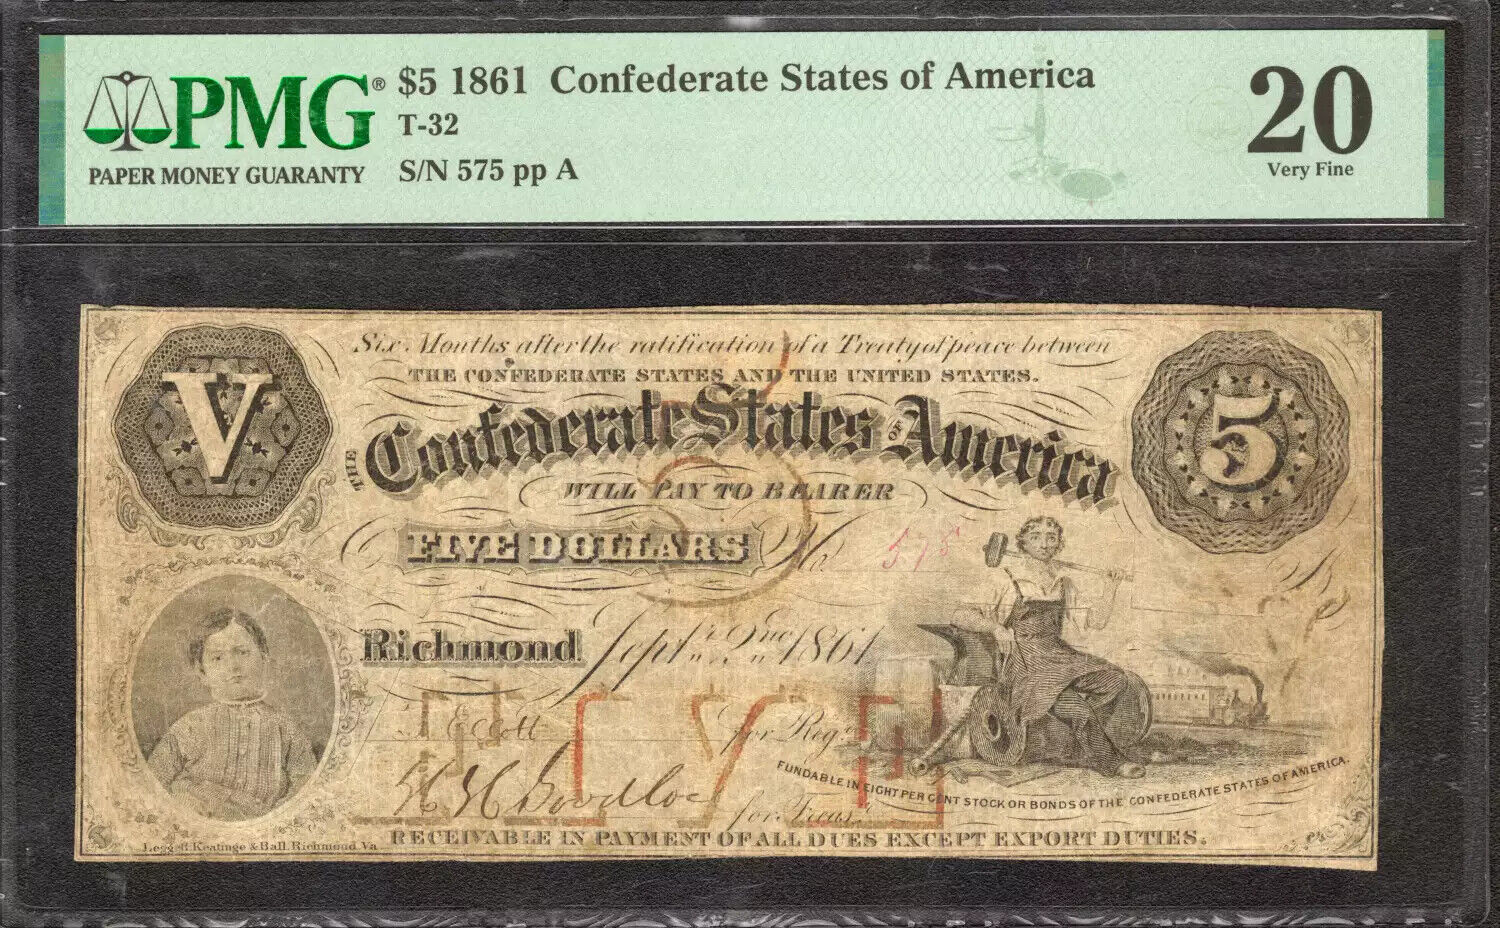 PMG®
PAPER MONEY GUARANTY
$5 1861 Confederate States of America
T-32
S/N 575 pp A
20
Very Fine
Six Months after the ratification of a Treaty of peace between
THE CONFEDERATE STATES AND THE UNITED STATES.
V
THE Confederate States OF America
5
WILL PAY TO BEARER
FIVE DOLLARS No 575
A
Richmond Septr 2nd 1861
for Regr
FIVE
for Treasr
FUNDABLE IN EIGHT PER CENT STOCK OR BONDS OF THE CONFEDERATE STATES OF AMERICA.
RECEIVABLE IN PAYMENT OF ALL DUES EXCEPT EXPORT DUTIES.
Leggett, Keatinge & Ball, Richmond Va